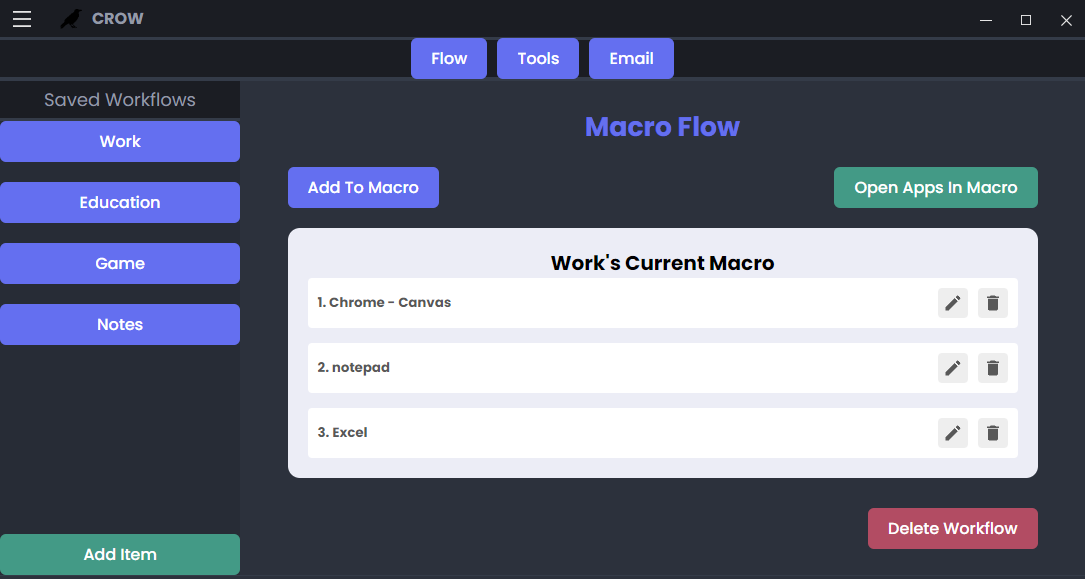 CROW
Flow Tools Email
Saved Workflows
Work
Education
Game
Notes
Add Item
Macro Flow
Add To Macro Open Apps In Macro
Work's Current Macro
1. Chrome - Canvas
2. notepad
3. Excel
Delete Workflow